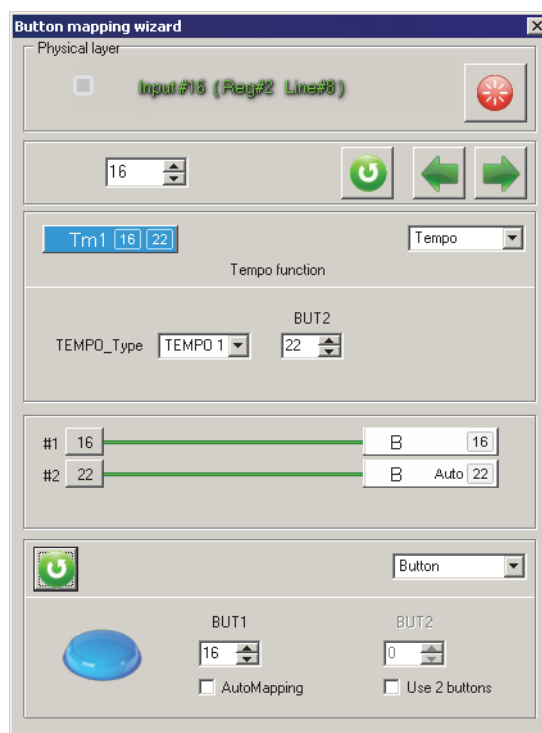 Button mapping wizard
Physical layer
Input#16 (Reg#2 Line#8)
16
Tm1 16 22
Tempo
Tempo function
BUT2
TEMPO_Type TEMPO 1 22
#1 16 B 16
#2 22 B Auto 22
Button
BUT1 BUT2
16 0
AutoMapping Use 2 buttons